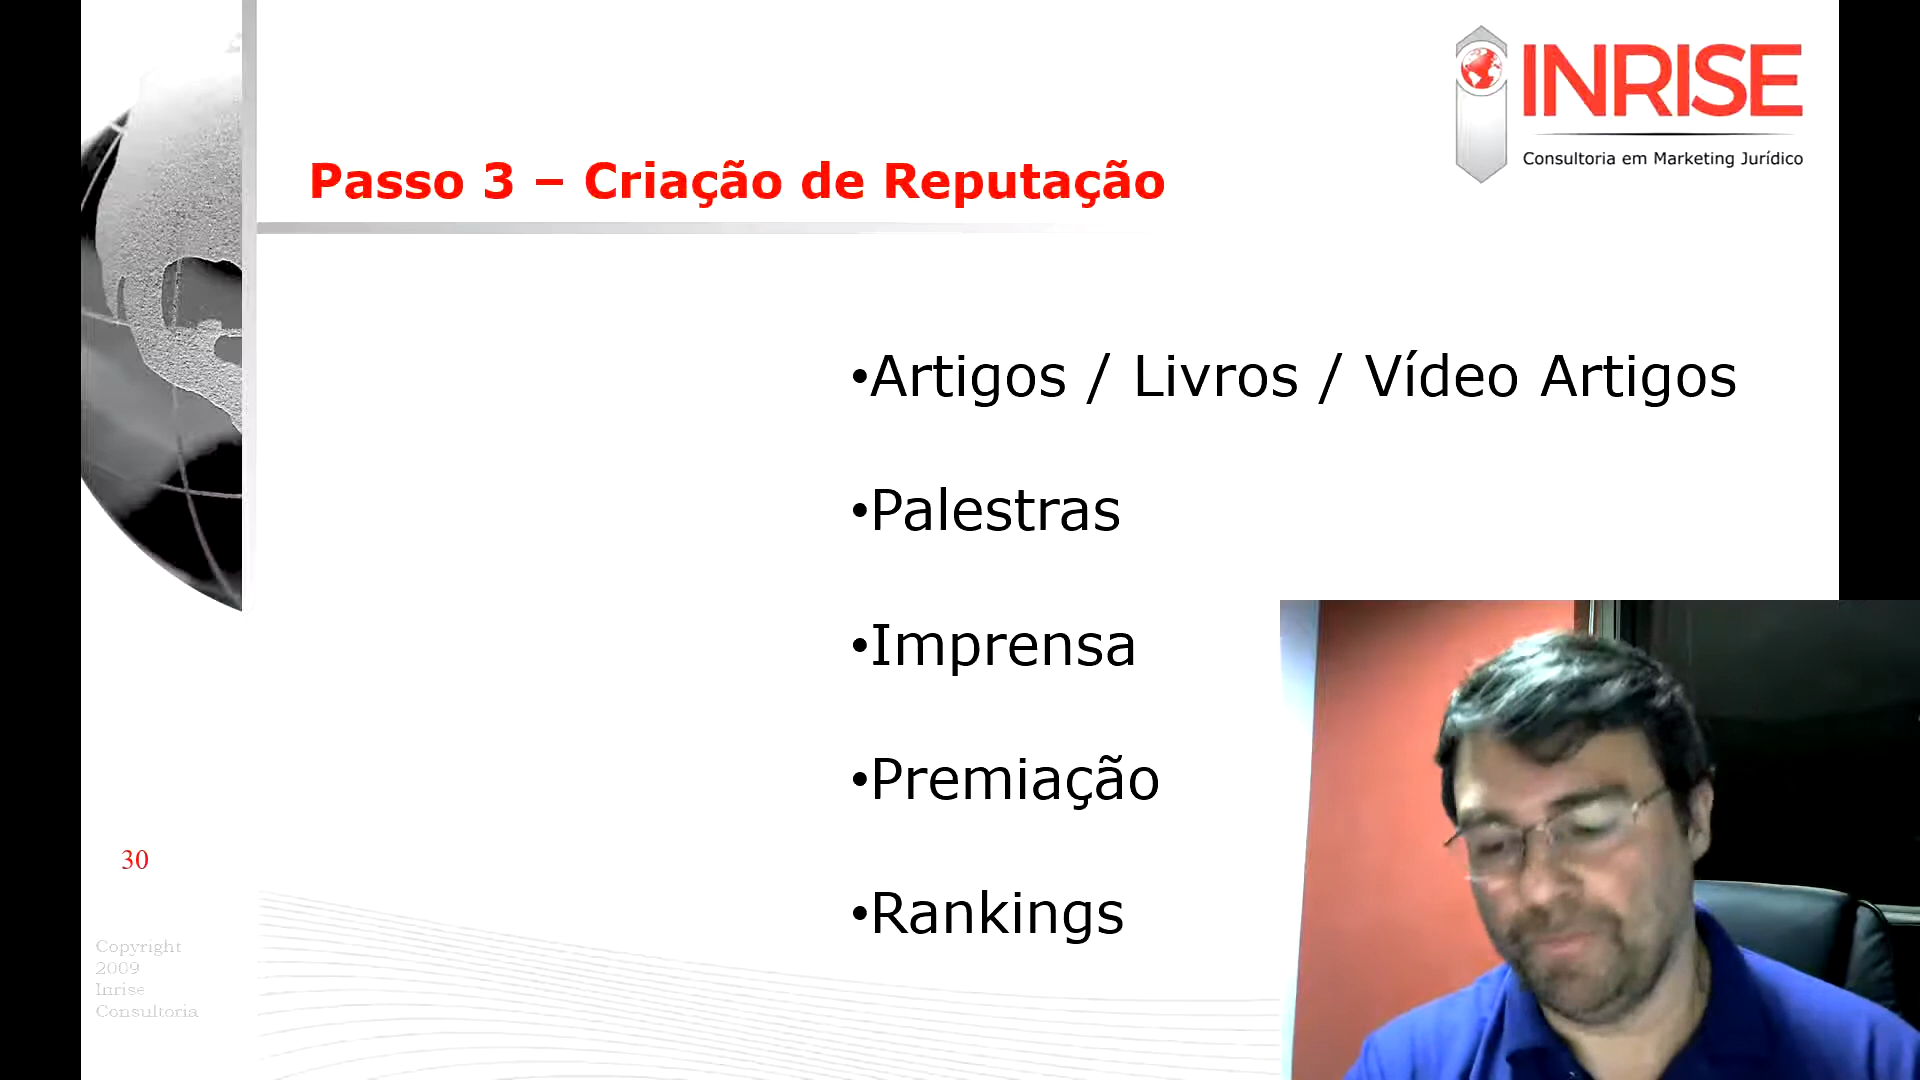 INRISE
Consultoria em Marketing Jurídico
Passo 3 – Criação de Reputação
•Artigos / Livros / Vídeo Artigos
•Palestras
•Imprensa
•Premiação
•Rankings
30
Copyright
2009
Inrise
Consultoria